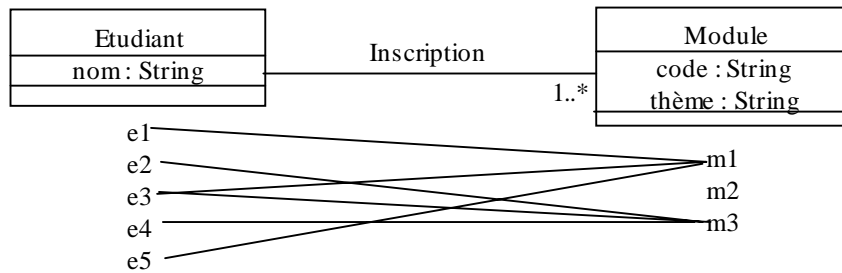 Etudiant
nom : String
Inscription
1..*
Module
code : String
thème : String
e1
e2
e3
e4
e5
m1
m2
m3